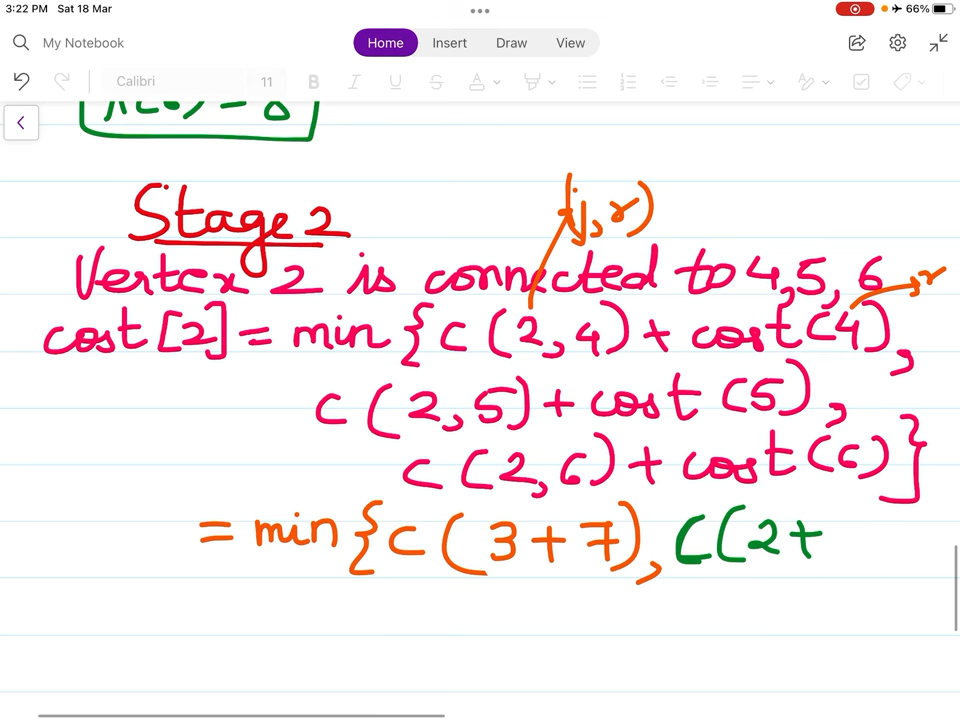 3:22 PM Sat 18 Mar
66%
My Notebook
Home Insert Draw View
Calibri 11 B I U S A
Stage 2
(j, r)
Vertex 2 is connected to 4, 5, 6
r
cost [2] = min { c (2, 4) + cost (4),
c (2, 5) + cost (5),
c (2, 6) + cost (6) }
= min { c (3 + 7), c (2 +